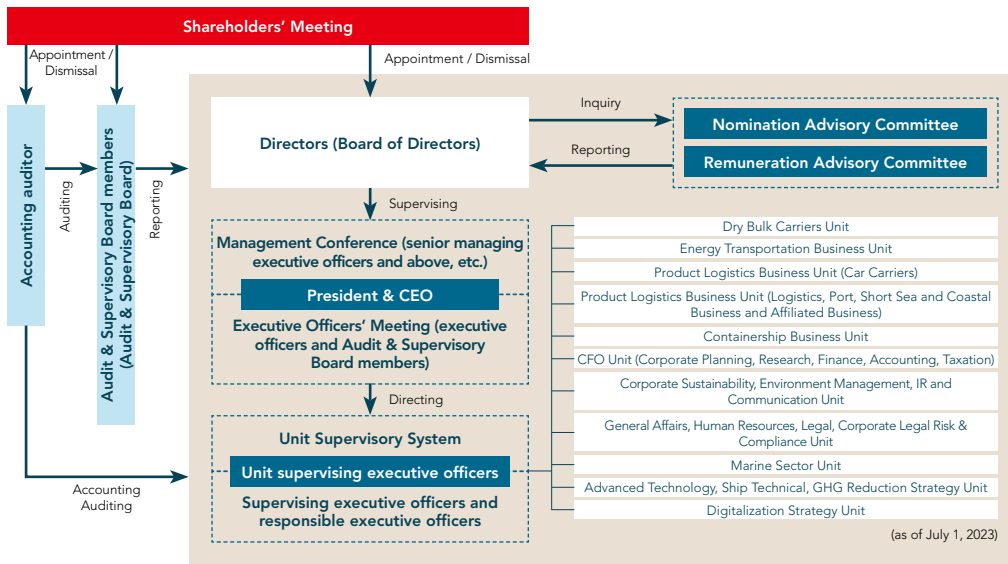 Shareholders’ Meeting
Appointment /
Dismissal
Appointment / Dismissal
Accounting auditor
Auditing
Audit & Supervisory Board members
(Audit & Supervisory Board)
Reporting
Directors (Board of Directors)
Inquiry
Reporting
Nomination Advisory Committee
Remuneration Advisory Committee
Supervising
Management Conference (senior managing
executive officers and above, etc.)
President & CEO
Executive Officers’ Meeting (executive
officers and Audit & Supervisory
Board members)
Directing
Unit Supervisory System
Unit supervising executive officers
Supervising executive officers and
responsible executive officers
Accounting
Auditing
Dry Bulk Carriers Unit
Energy Transportation Business Unit
Product Logistics Business Unit (Car Carriers)
Product Logistics Business Unit (Logistics, Port, Short Sea and Coastal
Business and Affiliated Business)
Containership Business Unit
CFO Unit (Corporate Planning, Research, Finance, Accounting, Taxation)
Corporate Sustainability, Environment Management, IR and
Communication Unit
General Affairs, Human Resources, Legal, Corporate Legal Risk &
Compliance Unit
Marine Sector Unit
Advanced Technology, Ship Technical, GHG Reduction Strategy Unit
Digitalization Strategy Unit
(as of July 1, 2023)